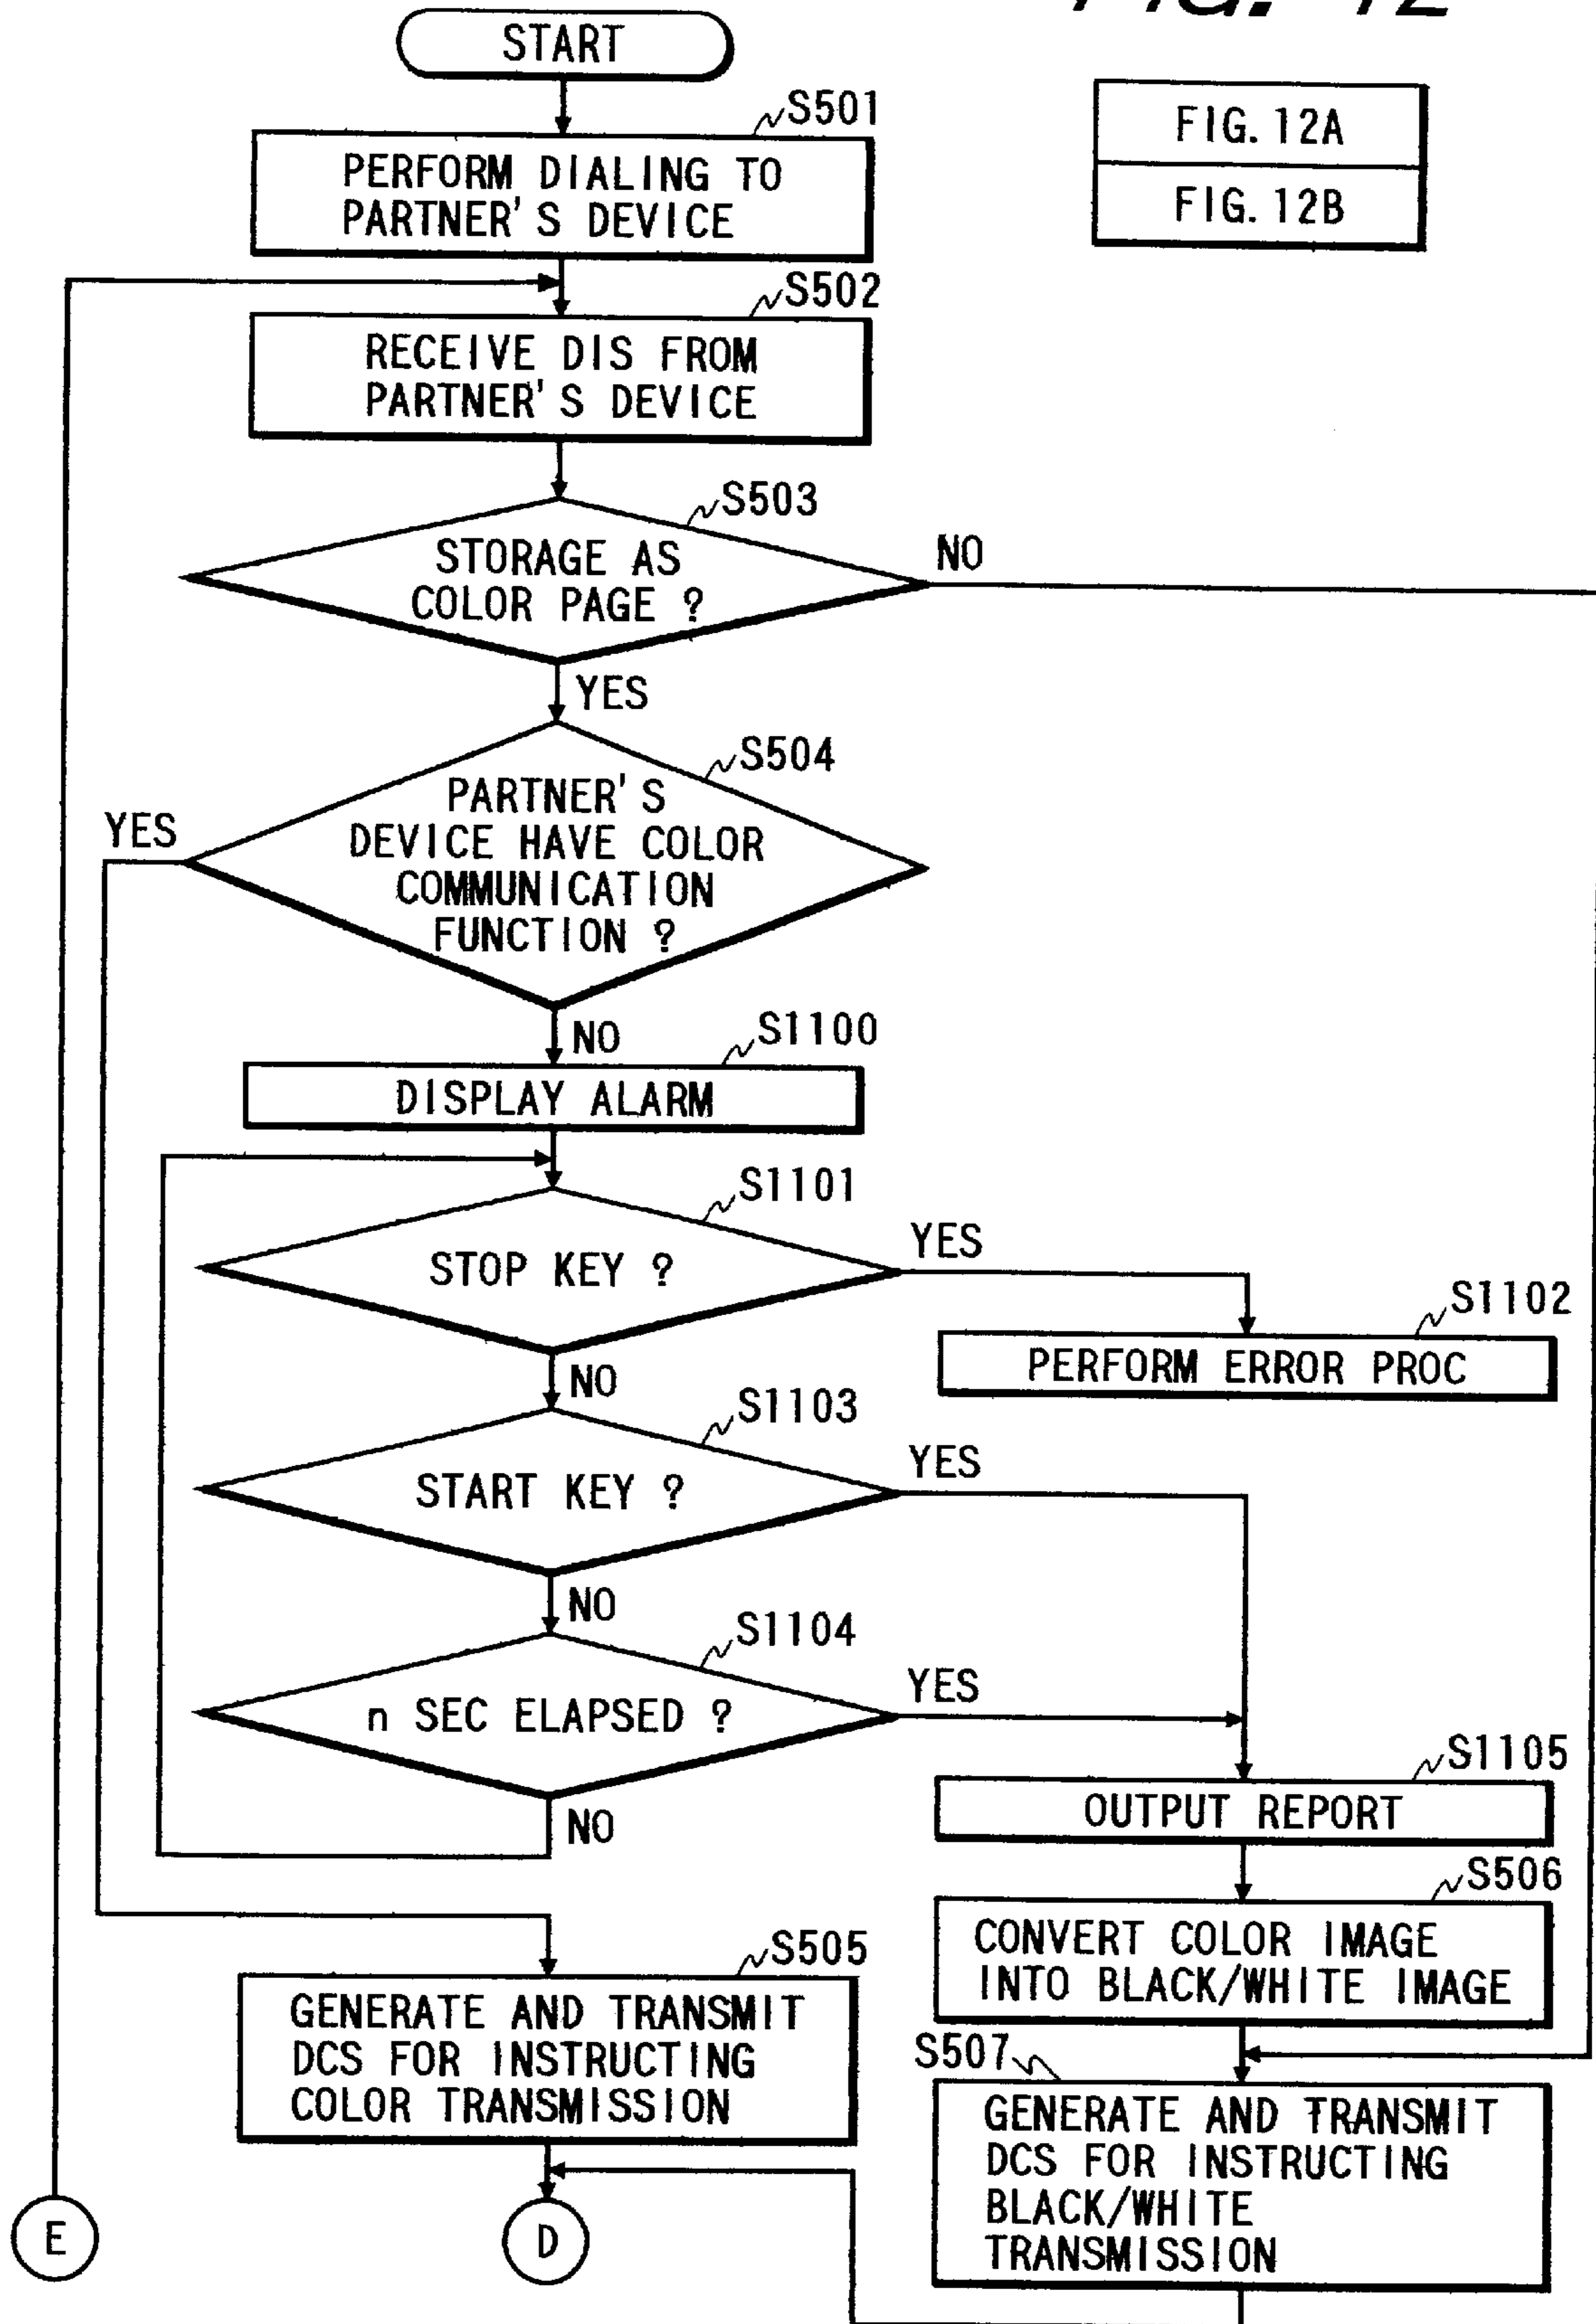 FIG. 12
START
FIG. 12A
FIG. 12B
S501
PERFORM DIALING TO
PARTNER'S DEVICE
S502
RECEIVE DIS FROM
PARTNER'S DEVICE
S503
STORAGE AS
COLOR PAGE ?
NO
YES
S504
PARTNER'S
DEVICE HAVE COLOR
COMMUNICATION
FUNCTION ?
YES
NO
S1100
DISPLAY ALARM
S1101
STOP KEY ?
YES
S1102
PERFORM ERROR PROC
NO
S1103
START KEY ?
YES
NO
S1104
n SEC ELAPSED ?
YES
NO
S1105
OUTPUT REPORT
S506
CONVERT COLOR IMAGE
INTO BLACK/WHITE IMAGE
S505
GENERATE AND TRANSMIT
DCS FOR INSTRUCTING
COLOR TRANSMISSION
S507
GENERATE AND TRANSMIT
DCS FOR INSTRUCTING
BLACK/WHITE
TRANSMISSION
E
D